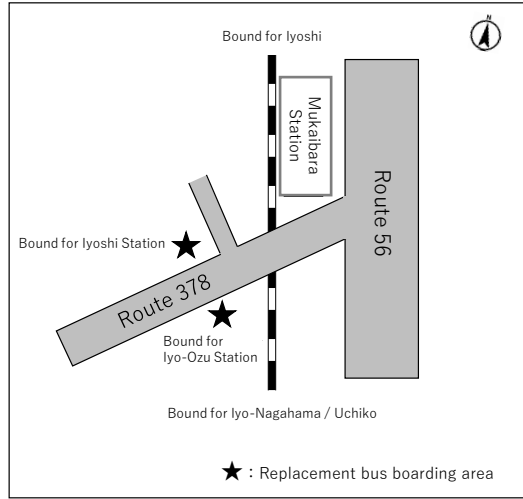 N
Bound for Iyoshi
Mukaibara
Station
Route 56
Bound for Iyoshi Station
Route 378
Bound for
Iyo-Ozu Station
Bound for Iyo-Nagahama / Uchiko
★ : Replacement bus boarding area